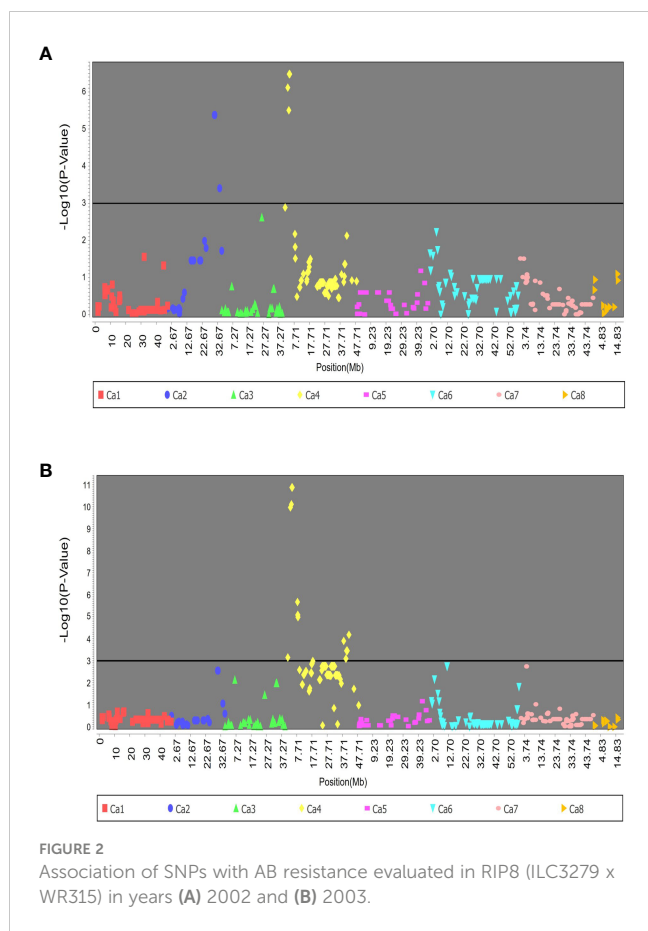 A
-Log10(P-Value)
6
5
4
3
2
1
0
0 10 20 30 40 2.67 12.67 22.67 32.67 7.27 17.27 27.27 37.27 7.71 17.71 27.71 37.71 47.71 9.23 19.23 29.23 39.23 2.70 12.70 22.70 32.70 42.70 52.70 3.74 13.74 23.74 33.74 43.74 4.83 14.83
Position(Mb)
Ca1 Ca2 Ca3 Ca4 Ca5 Ca6 Ca7 Ca8
B
-Log10(P-Value)
11
10
9
8
7
6
5
4
3
2
1
0
0 10 20 30 40 2.67 12.67 22.67 32.67 7.27 17.27 27.27 37.27 7.71 17.71 27.71 37.71 47.71 9.23 19.23 29.23 39.23 2.70 12.70 22.70 32.70 42.70 52.70 3.74 13.74 23.74 33.74 43.74 4.83 14.83
Position(Mb)
Ca1 Ca2 Ca3 Ca4 Ca5 Ca6 Ca7 Ca8
FIGURE 2
Association of SNPs with AB resistance evaluated in RIP8 (ILC3279 x
WR315) in years (A) 2002 and (B) 2003.